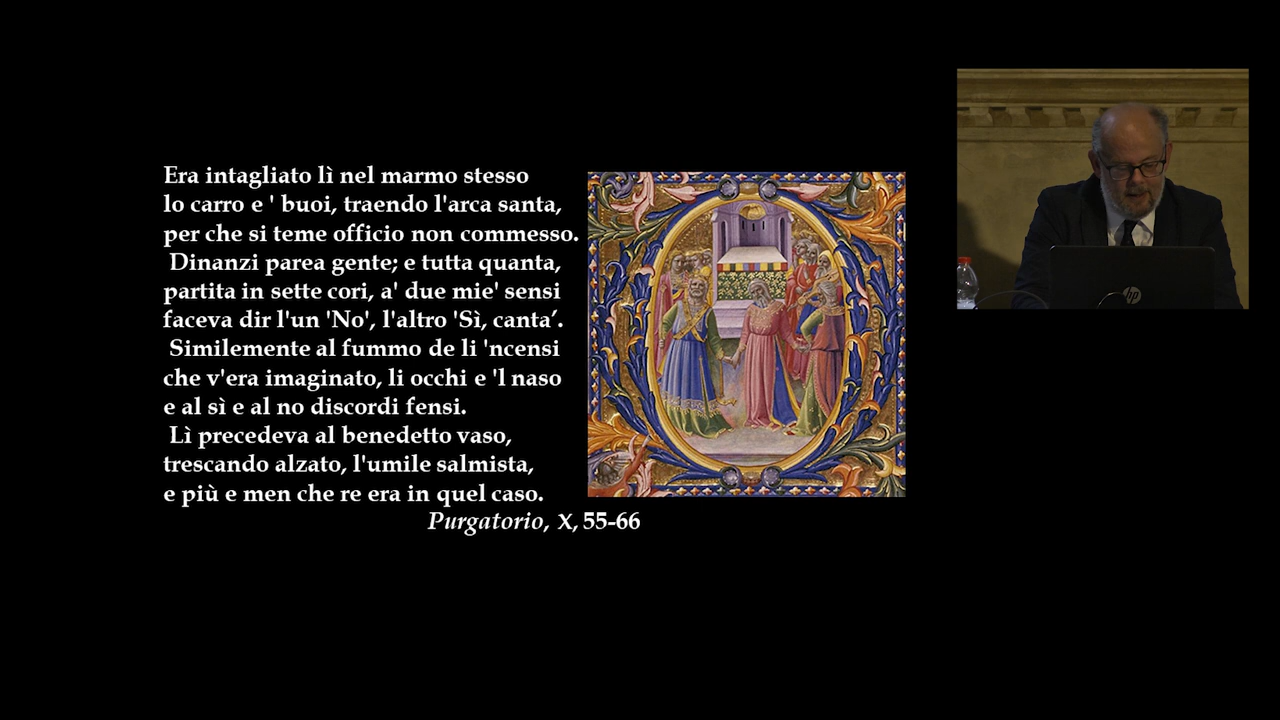 Era intagliato lì nel marmo stesso
lo carro e ' buoi, traendo l'arca santa,
per che si teme officio non commesso.
Dinanzi parea gente; e tutta quanta,
partita in sette cori, a' due mie' sensi
faceva dir l'un 'No', l'altro 'Sì, canta’.
Similemente al fummo de li 'ncensi
che v'era imaginato, li occhi e 'l naso
e al sì e al no discordi fensi.
Lì precedeva al benedetto vaso,
trescando alzato, l'umile salmista,
e più e men che re era in quel caso.
Purgatorio, X, 55-66
hp